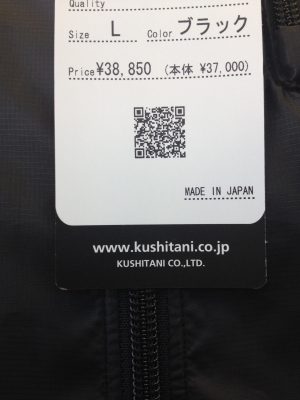 Quality
Size L Color ブラック
Price ¥38,850 (本体 ¥37,000)
MADE IN JAPAN
www.kushitani.co.jp
KUSHITANI CO.,LTD.